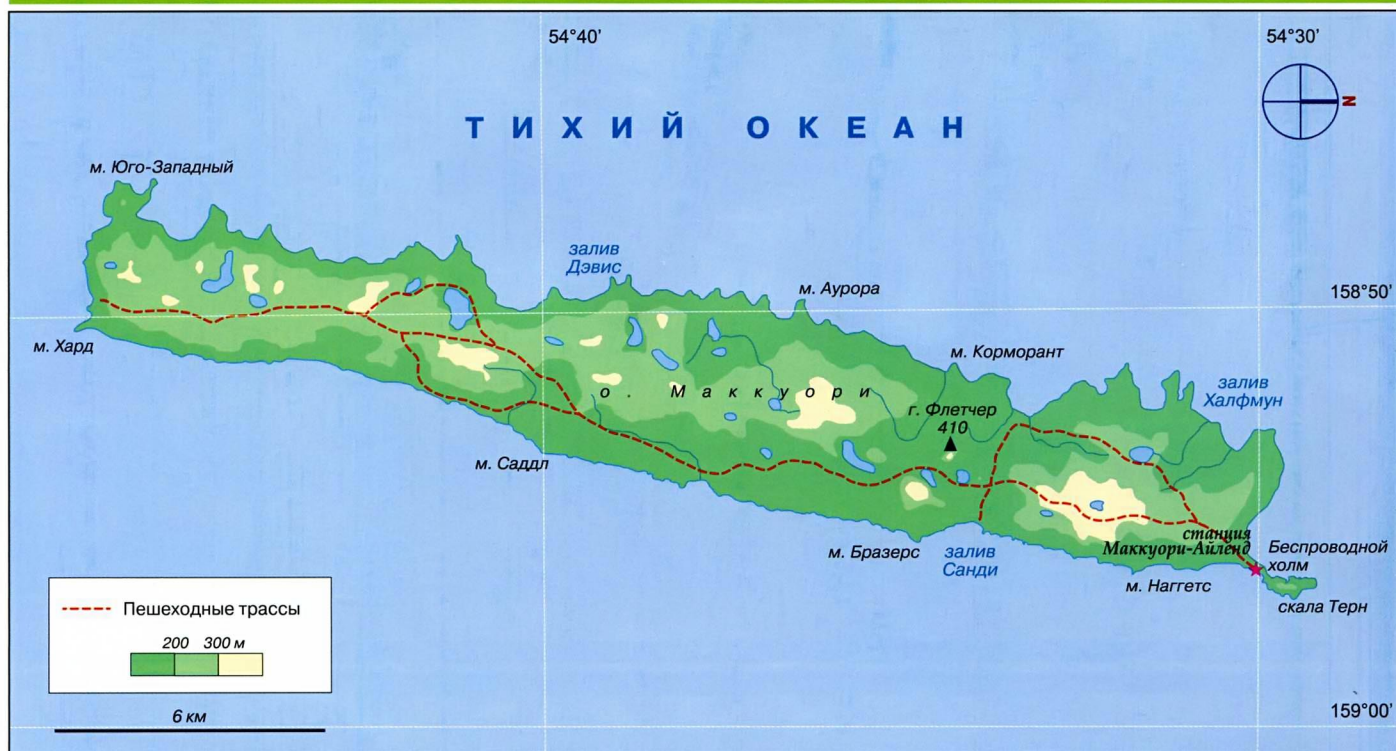 54°40'
54°30'
N
ТИХИЙ ОКЕАН
м. Юго-Западный
залив
Дэвис
м. Аурора
158°50'
м. Хард
м. Корморант
залив
Халфмун
о. Маккуори
г. Флетчер
410
м. Саддл
м. Бразерс
залив
Санди
станция
Маккуори-Айленд
Беспроводной
холм
м. Наггетс
скала Терн
Пешеходные трассы
200 300 м
6 км
159°00'